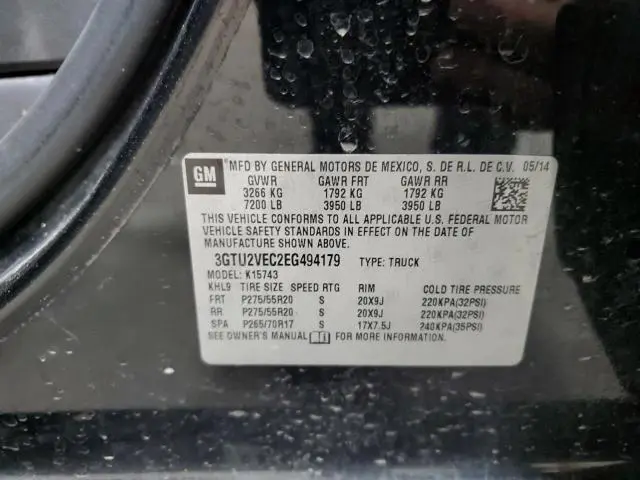 GM MFD BY GENERAL MOTORS DE MEXICO, S. DE R.L. DE C.V. 05/14
GVWR GAWR FRT GAWR RR
3266 KG 1792 KG 1792 KG
7200 LB 3950 LB 3950 LB
THIS VEHICLE CONFORMS TO ALL APPLICABLE U.S. FEDERAL MOTOR
VEHICLE SAFETY STANDARDS IN EFFECT ON THE DATE OF
MANUFACTURE SHOWN ABOVE.
3GTU2VEC2EG494179 TYPE: TRUCK
MODEL: K15743
KHL9 TIRE SIZE SPEED RTG RIM COLD TIRE PRESSURE
FRT P275/55R20 S 20X9J 220KPA(32PSI)
RR P275/55R20 S 20X9J 220KPA(32PSI)
SPA P265/70R17 S 17X7.5J 240KPA(35PSI)
SEE OWNER'S MANUAL FOR MORE INFORMATION.